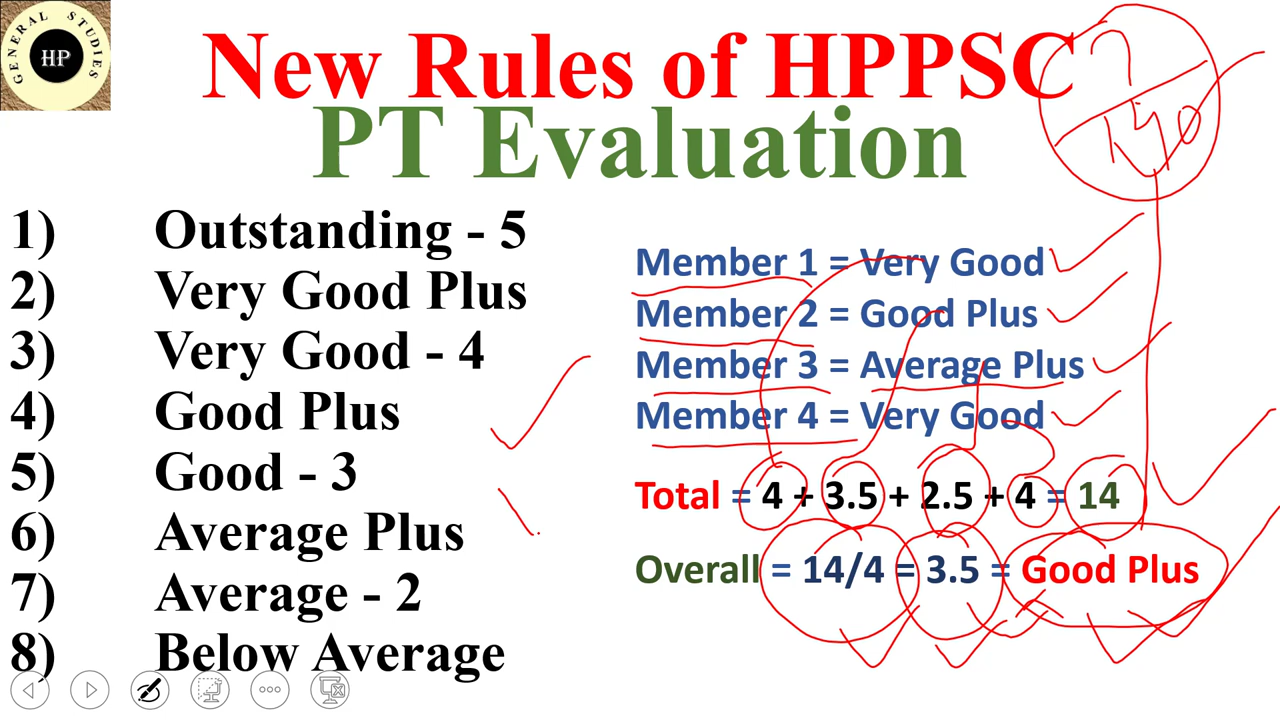 GENERAL STUDIES
HP
New Rules of HPPSC
PT Evaluation
1) Outstanding - 5
2) Very Good Plus
3) Very Good - 4
4) Good Plus
5) Good - 3
6) Average Plus
7) Average - 2
8) Below Average
Member 1 = Very Good
Member 2 = Good Plus
Member 3 = Average Plus
Member 4 = Very Good
Total = 4 + 3.5 + 2.5 + 4 = 14
Overall = 14/4 = 3.5 = Good Plus